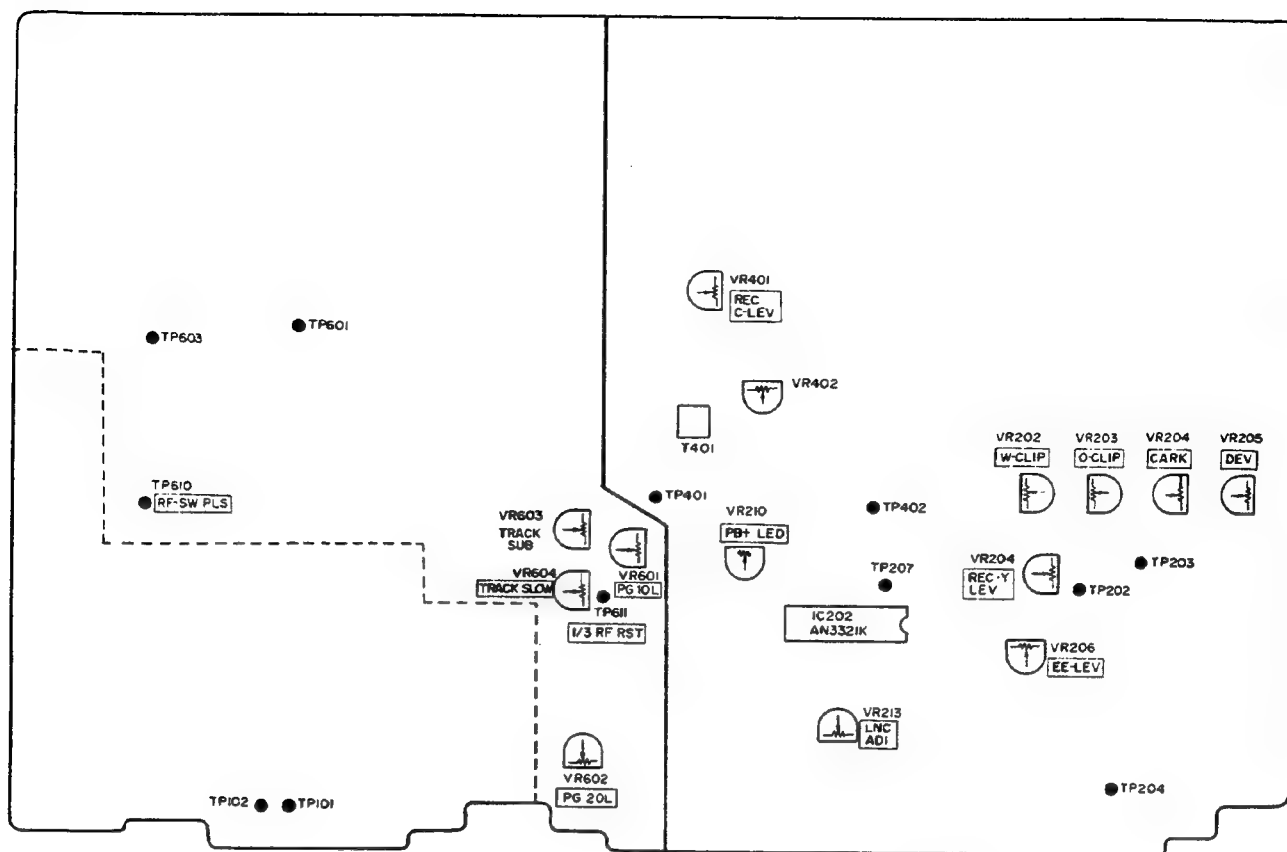 VR401
REC
C-LEV
TP603
TP601
VR402
T401
VR202
W-CLIP
VR203
O-CLIP
VR204
CARK
VR205
DEV
TP610
RF-SW PLS
TP401
TP402
VR603
TRACK
SUB
VR210
PB+ LED
VR604
TRACK SLOW
VR601
PG 10L
TP611
1/3 RF RST
TP207
VR204
REC-Y
LEV
TP203
TP202
IC202
AN3321K
VR206
EE-LEV
VR213
LNC
ADI
VR602
PG 20L
TP102
TP101
TP204